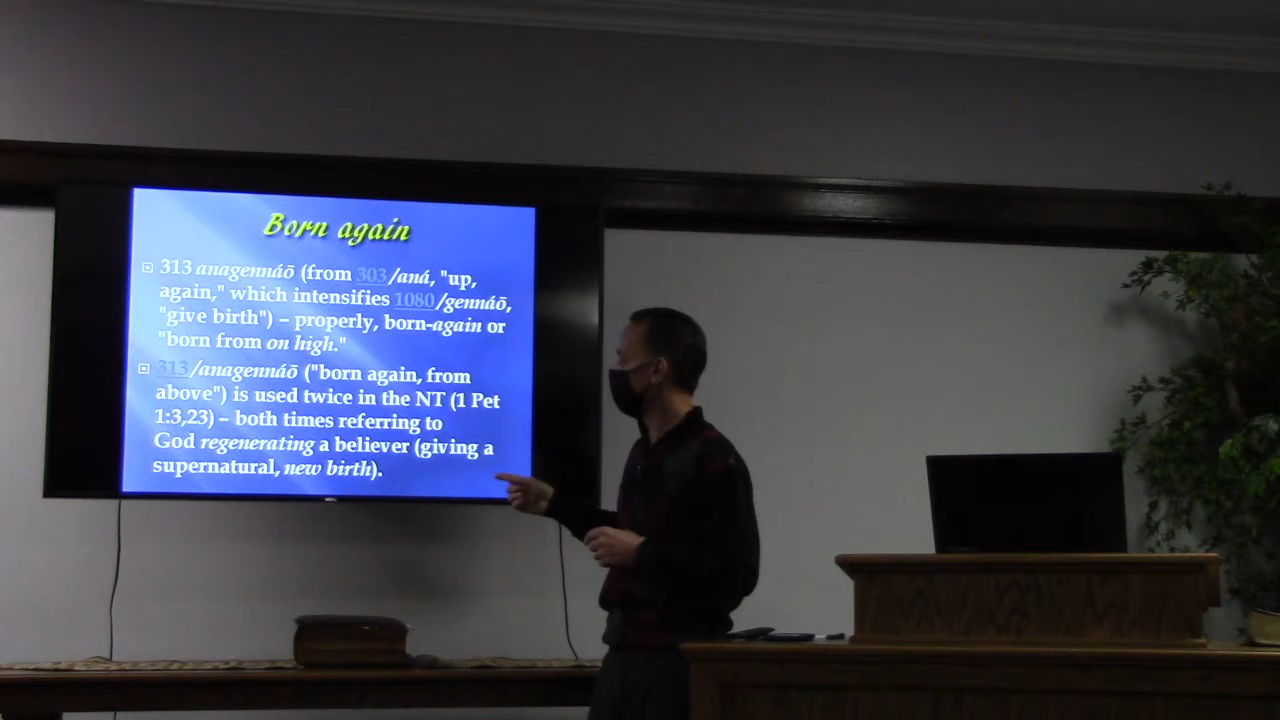 Born again
313 anagennáō (from 303/aná, "up,
again," which intensifies 1080/gennáō,
"give birth") – properly, born-again or
"born from on high."
313/anagennáō ("born again, from
above") is used twice in the NT (1 Pet
1:3,23) – both times referring to
God regenerating a believer (giving a
supernatural, new birth).